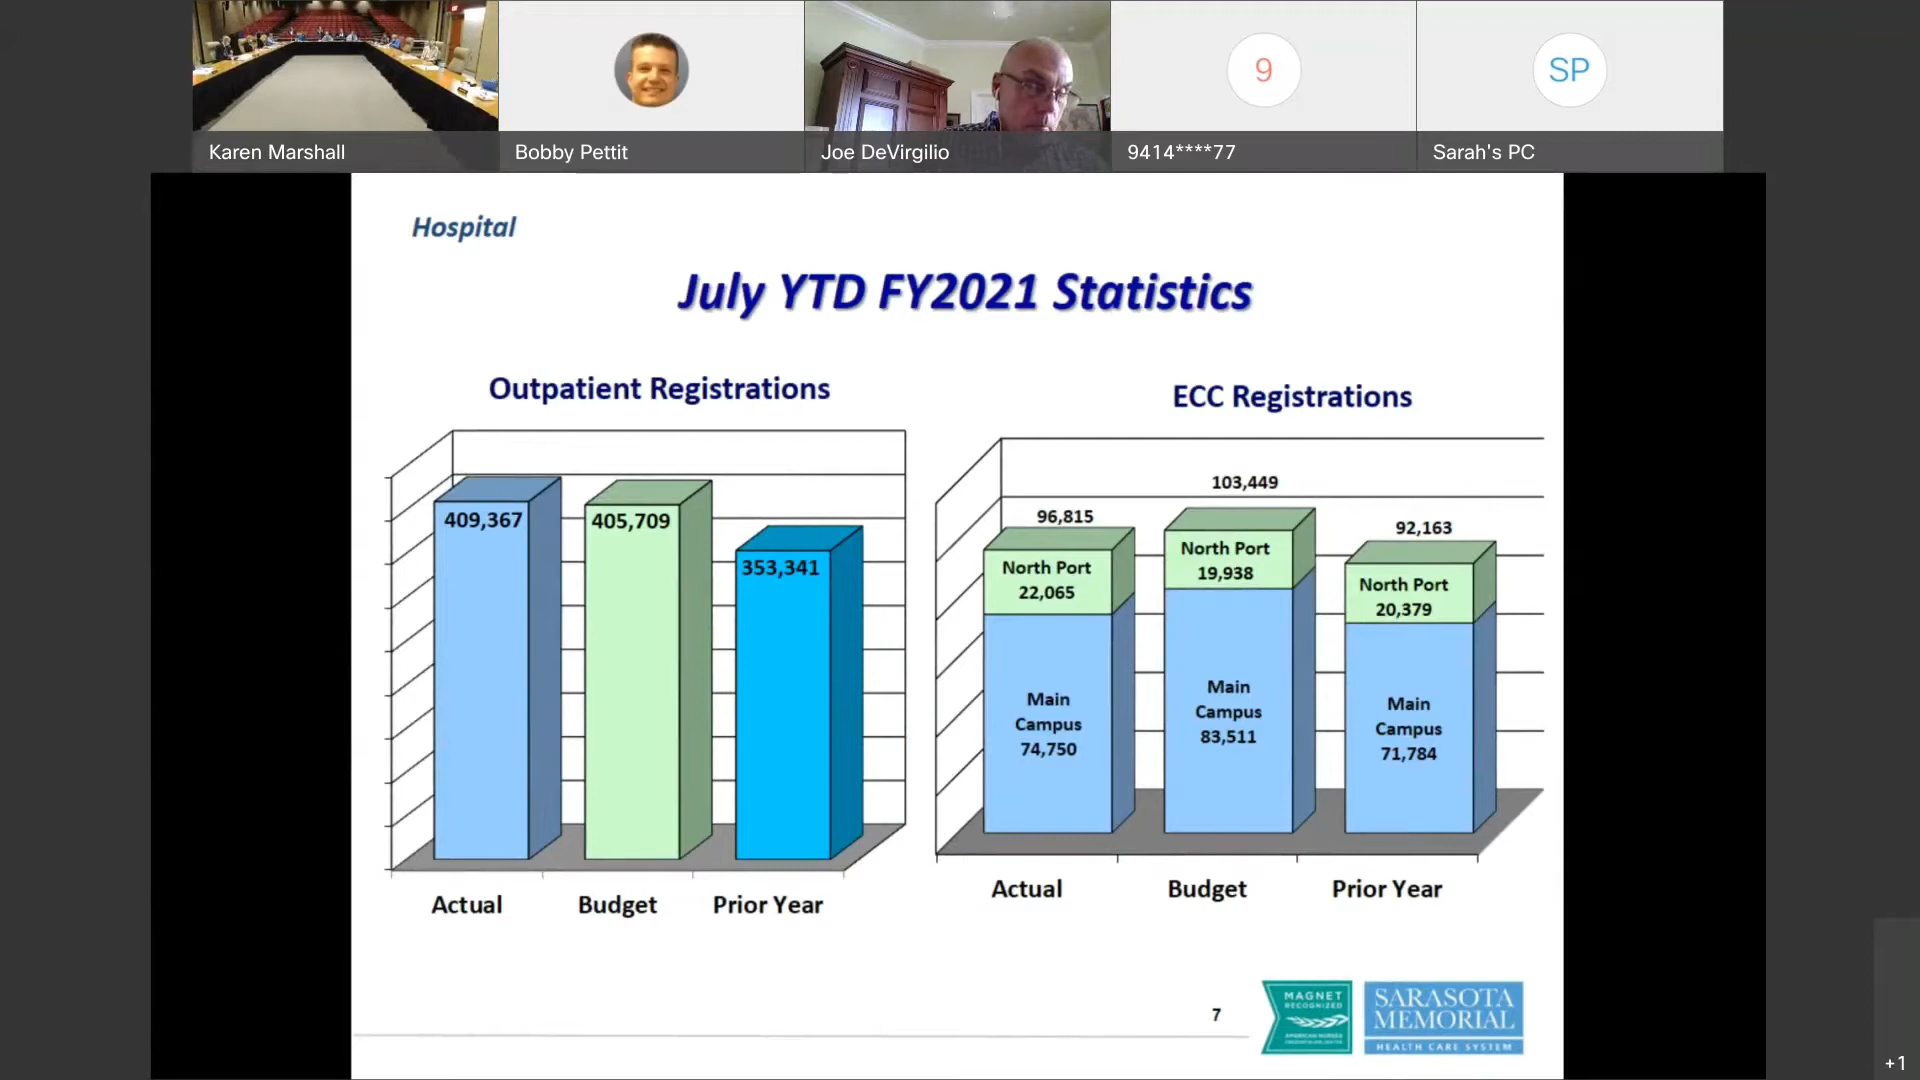 Karen Marshall
Bobby Pettit
Joe DeVirgilio
9
9414****77
SP
Sarah's PC
Hospital
July YTD FY2021 Statistics
Outpatient Registrations
409,367
405,709
353,341
Actual
Budget
Prior Year
ECC Registrations
96,815
North Port
22,065
Main
Campus
74,750
103,449
North Port
19,938
Main
Campus
83,511
92,163
North Port
20,379
Main
Campus
71,784
Actual
Budget
Prior Year
7
MAGNET
RECOGNIZED
AMERICAN NURSES
CREDENTIALING CENTER
SARASOTA
MEMORIAL
HEALTH CARE SYSTEM
+1